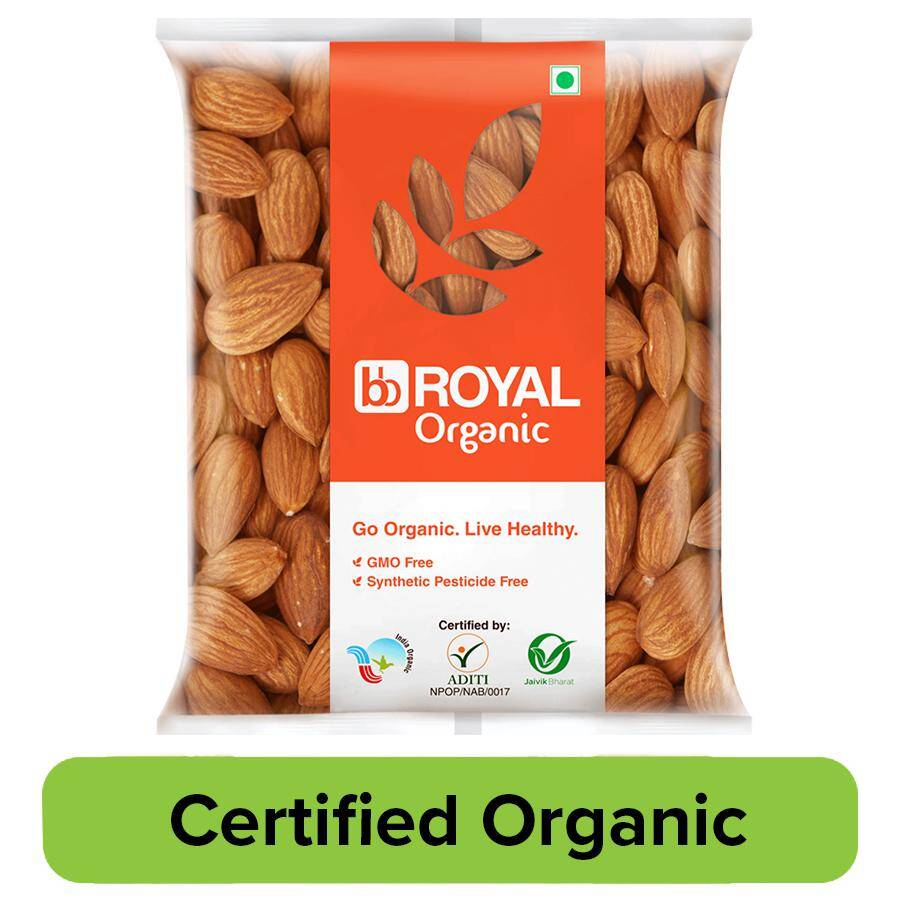 bb ROYAL
Organic
Go Organic. Live Healthy.
GMO Free
Synthetic Pesticide Free
Certified by:
India Organic
ADITI
NPOP/NAB/0017
Jaivik Bharat
Certified Organic